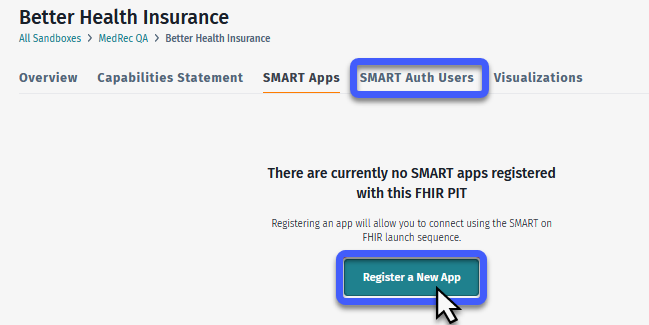 Better Health Insurance
All Sandboxes > MedRec QA > Better Health Insurance
Overview Capabilities Statement SMART Apps SMART Auth Users Visualizations
There are currently no SMART apps registered
with this FHIR PIT
Registering an app will allow you to connect using the SMART on
FHIR launch sequence.
Register a New App